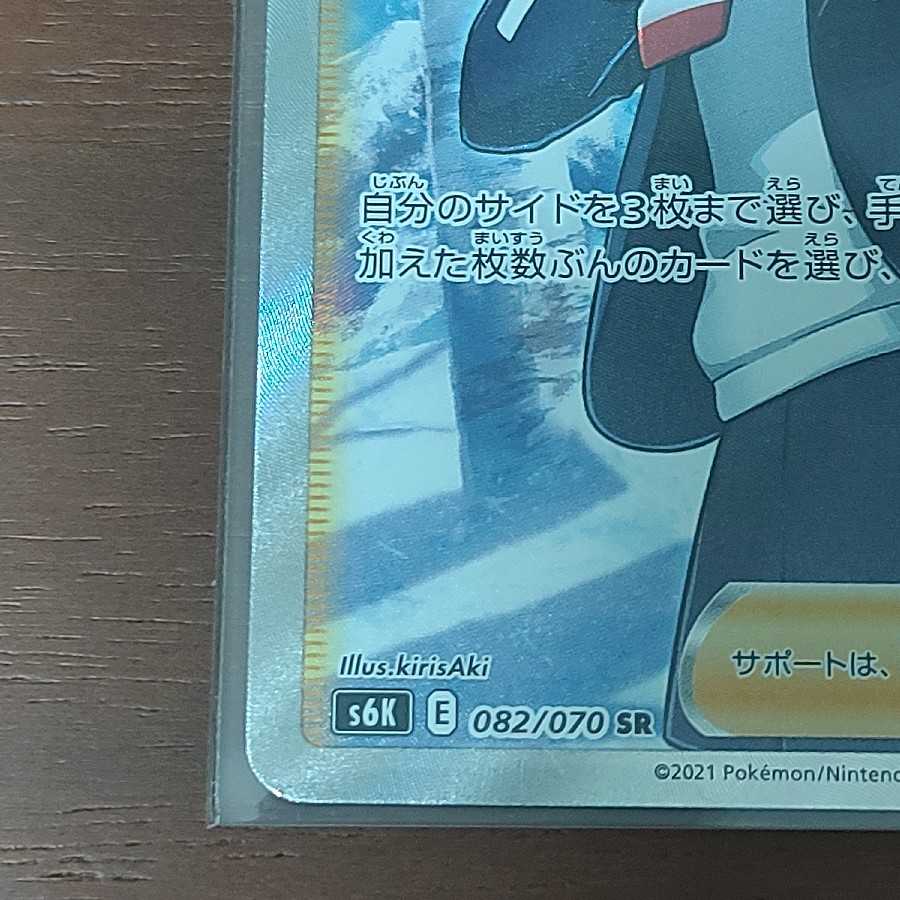 自分のサイドを3枚まで選び、手
加えた枚数ぶんのカードを選び、
サポートは、
Illus.kirisAki
s6K E 082/070 SR
©2021 Pokémon/Nintendo